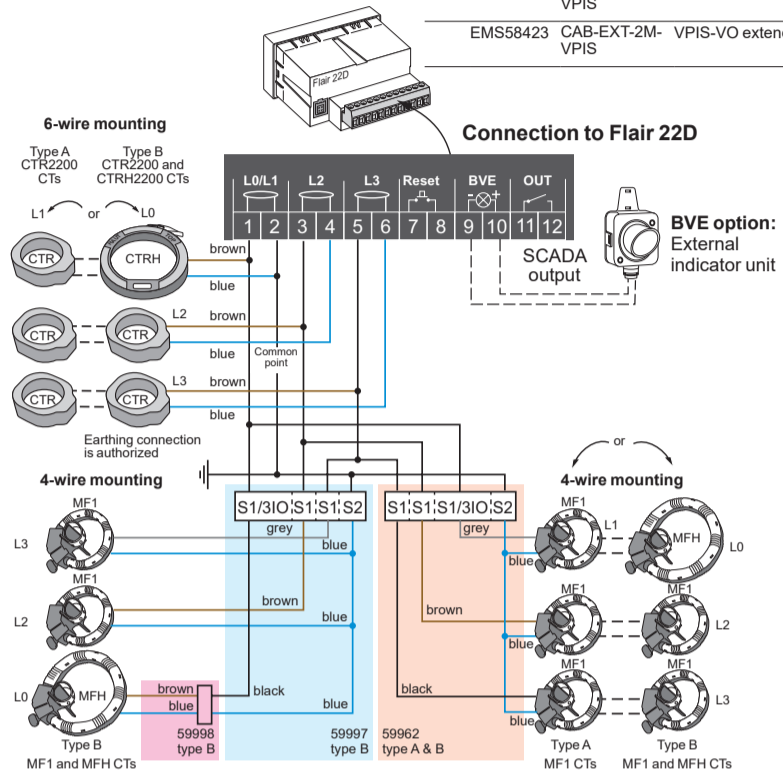 VPIS
EMS58423 CAB-EXT-2M- VPIS-VO exten
VPIS
Flair 22D
Connection to Flair 22D
6-wire mounting
Type A
CTR2200
CTs
Type B
CTR2200 and
CTRH2200 CTs
L1 or L0
L0/L1 L2 L3 Reset BVE OUT
- +
1 2 3 4 5 6 7 8 9 10 11 12
SCADA
output
BVE option:
External
indicator unit
CTR CTRH
brown
blue
L2 brown
CTR CTR
blue
Common
point
L3 brown
CTR CTR
blue
Earthing connection
is authorized
or
4-wire mounting
MF1
S1/3IO S1 S1 S2
S1 S1 S1/3IO S2
4-wire mounting
MF1
L3
grey
blue
grey
blue
L1
MFH
L0
MF1
L2
brown
blue
brown
blue
MF1
MF1
L2
L0
MFH
brown
blue
black
blue
black
blue
MF1
MF1
L3
59998
type B
59997
type B
59962
type A & B
Type B
MF1 and MFH CTs
Type A
MF1 CTs
Type B
MF1 and MFH CTs